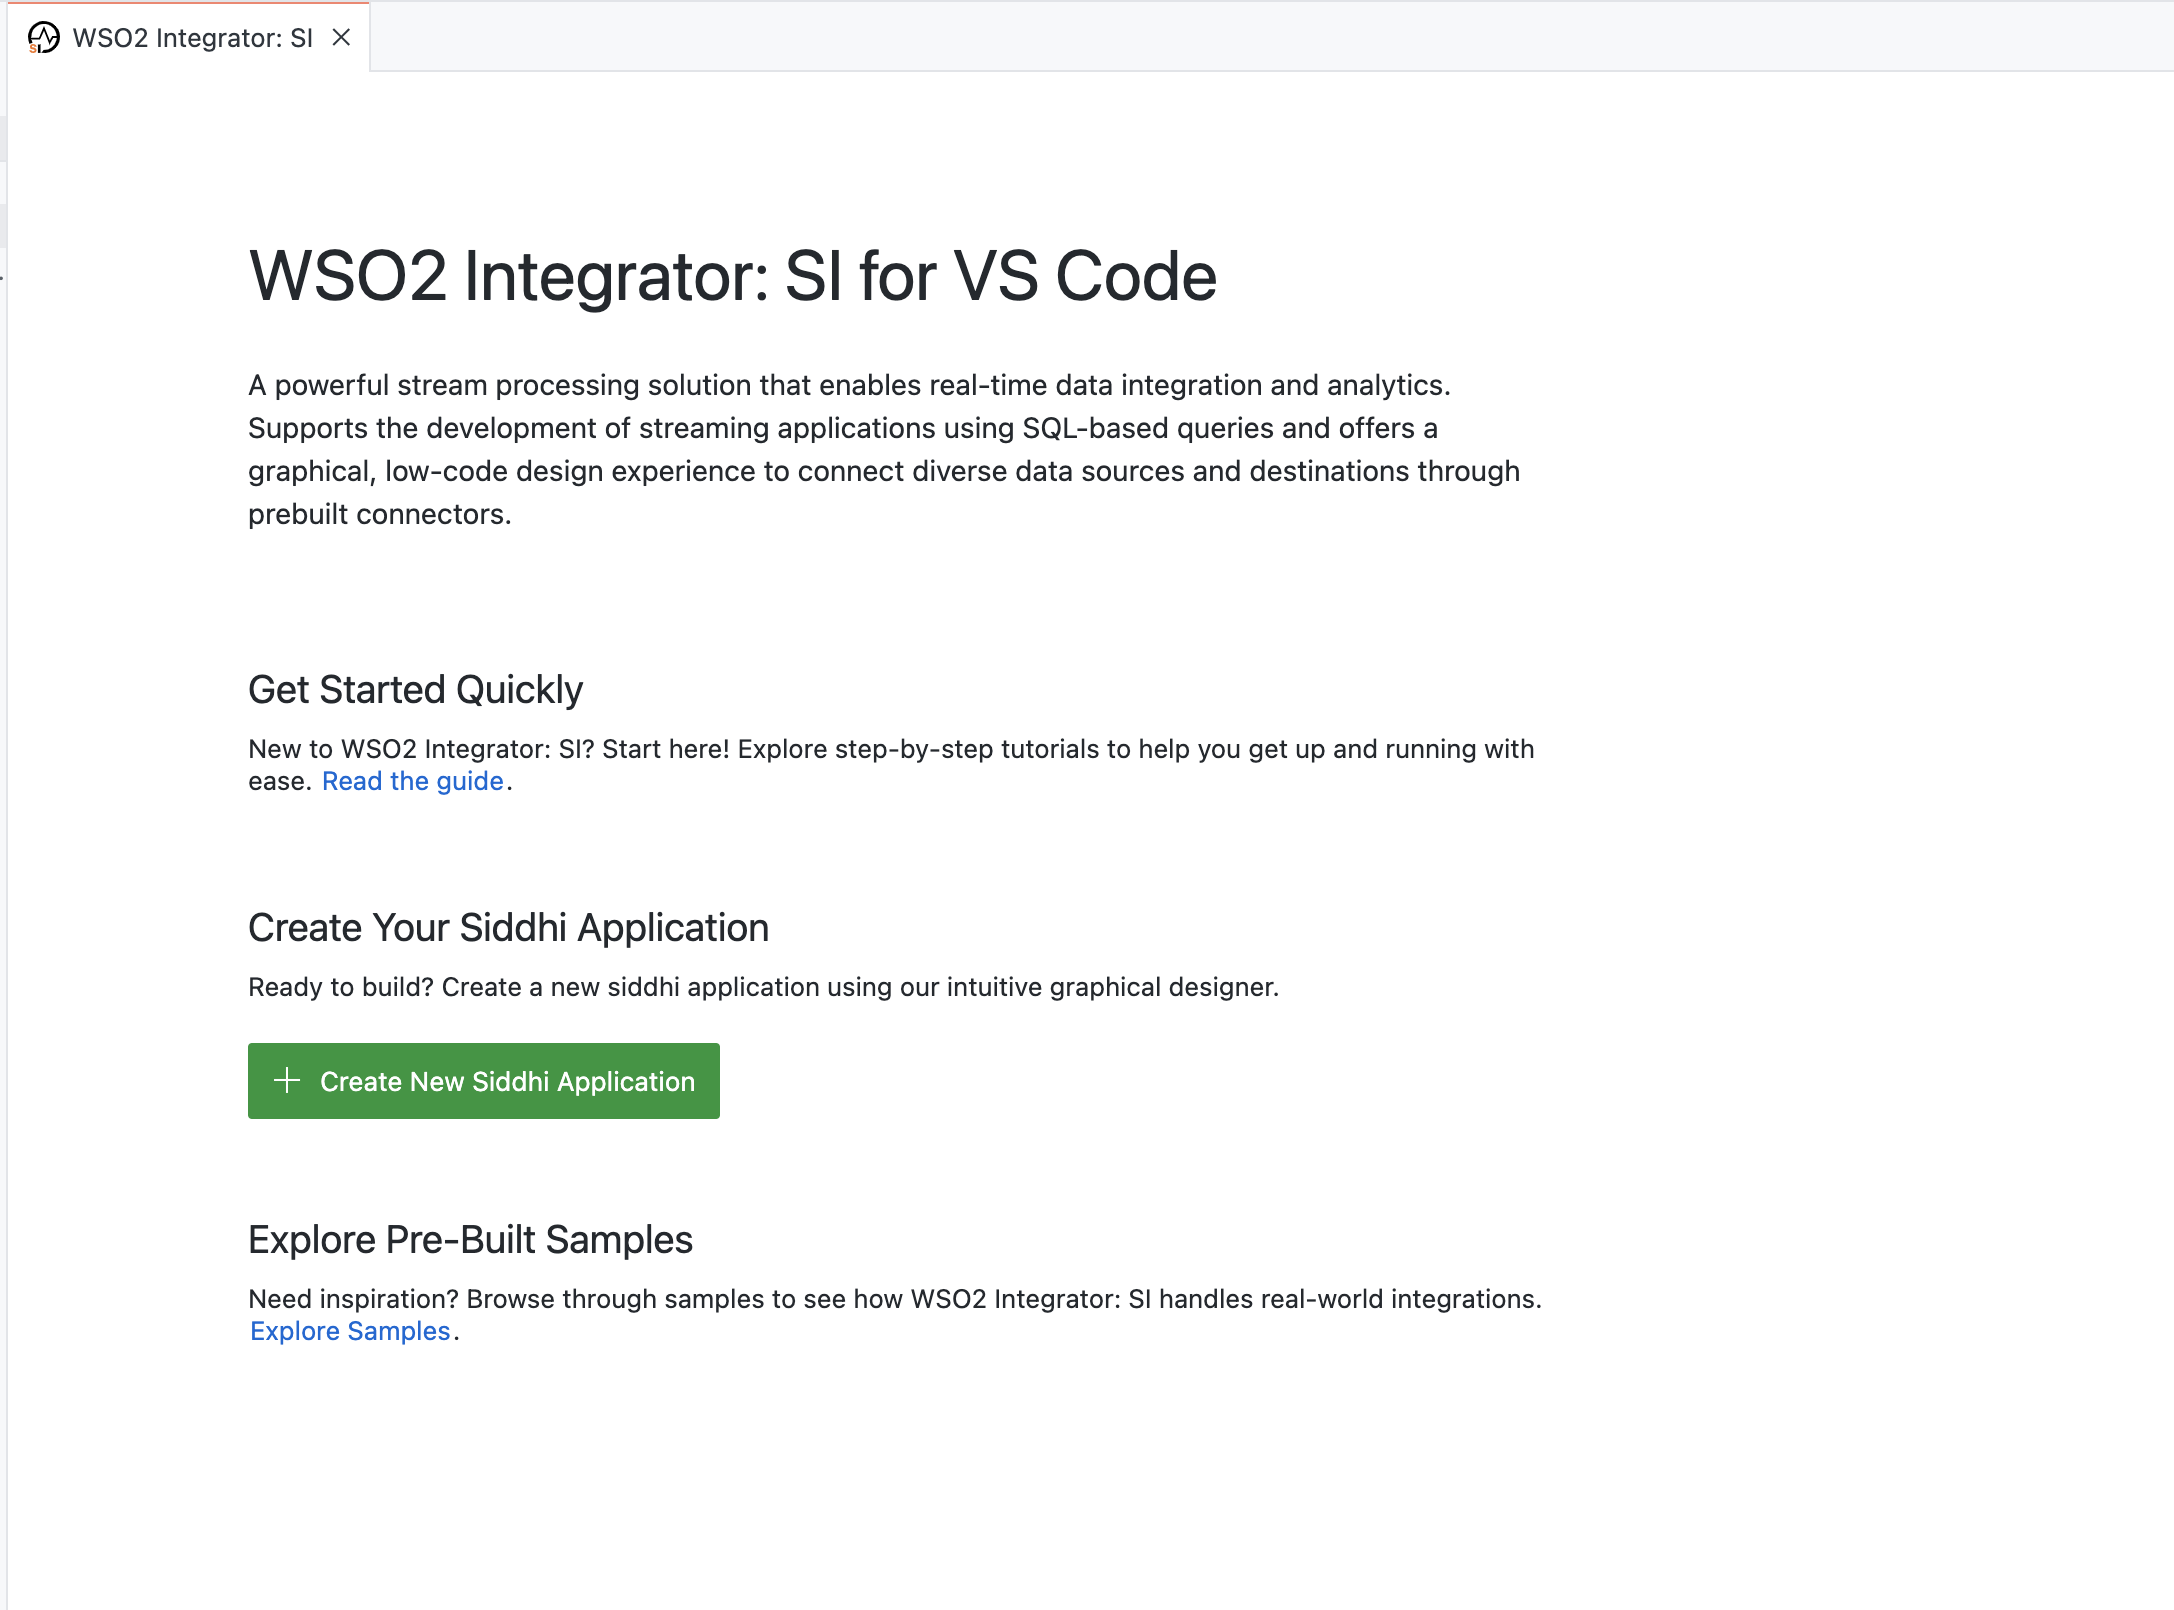 WSO2 Integrator: SI
WSO2 Integrator: SI for VS Code
A powerful stream processing solution that enables real-time data integration and analytics.
Supports the development of streaming applications using SQL-based queries and offers a
graphical, low-code design experience to connect diverse data sources and destinations through
prebuilt connectors.
Get Started Quickly
New to WSO2 Integrator: SI? Start here! Explore step-by-step tutorials to help you get up and running with
ease. Read the guide.
Create Your Siddhi Application
Ready to build? Create a new siddhi application using our intuitive graphical designer.
Create New Siddhi Application
Explore Pre-Built Samples
Need inspiration? Browse through samples to see how WSO2 Integrator: SI handles real-world integrations.
Explore Samples.